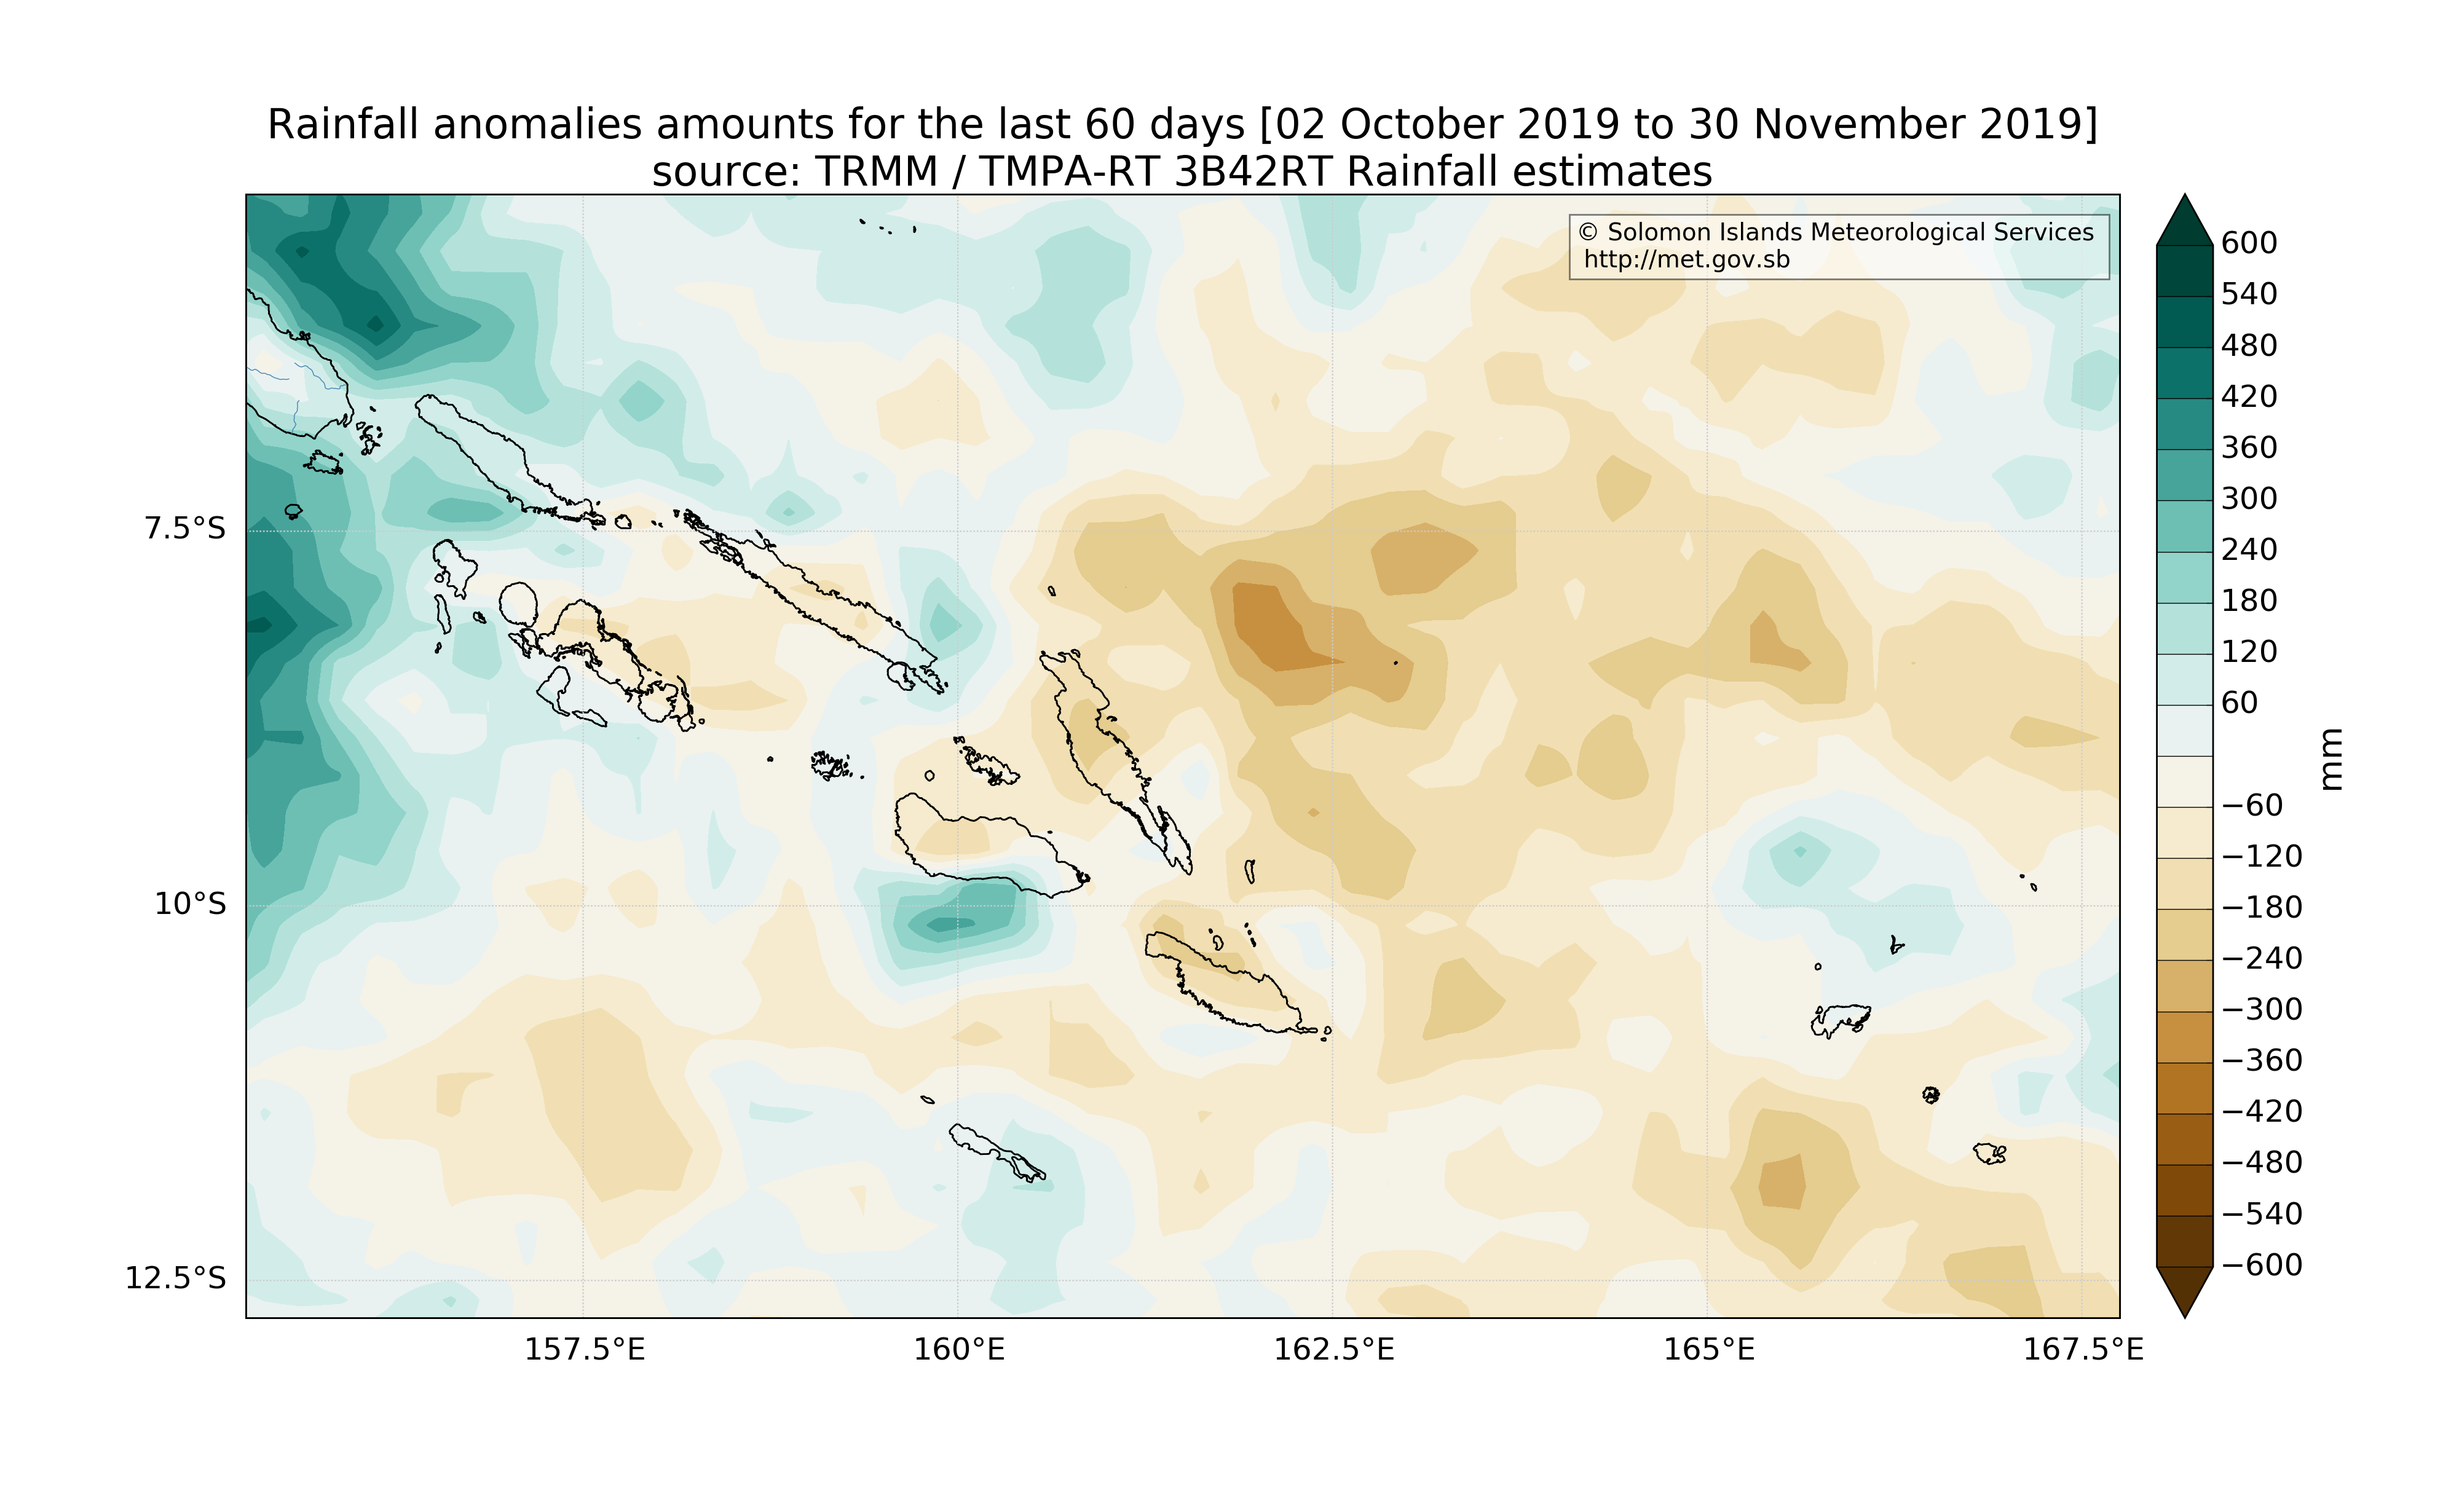 Rainfall anomalies amounts for the last 60 days [02 October 2019 to 30 November 2019]
source: TRMM / TMPA-RT 3B42RT Rainfall estimates
© Solomon Islands Meteorological Services
http://met.gov.sb
7.5°S
10°S
12.5°S
157.5°E
160°E
162.5°E
165°E
167.5°E
600
540
480
420
360
300
240
180
120
60
−60
−120
−180
−240
−300
−360
−420
−480
−540
−600
mm